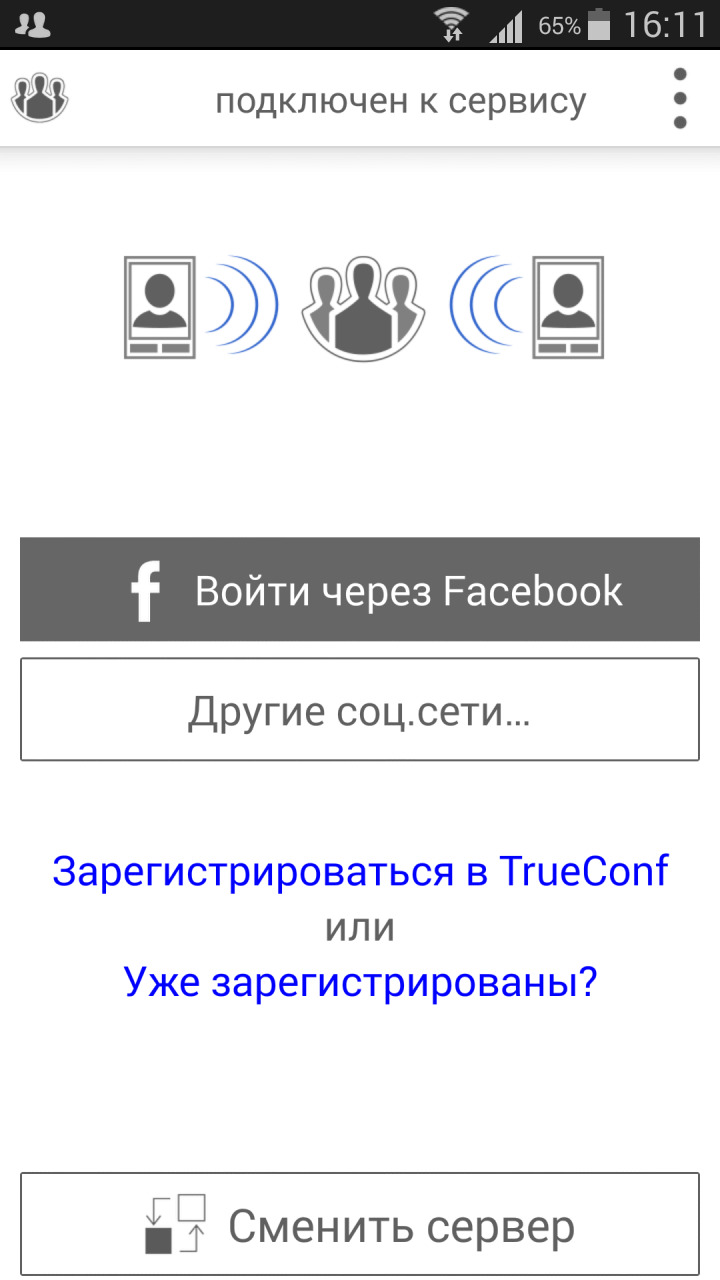 65% 16:11
подключен к сервису
Войти через Facebook
Другие соц.сети...
Зарегистрироваться в TrueConf
или
Уже зарегистрированы?
Сменить сервер